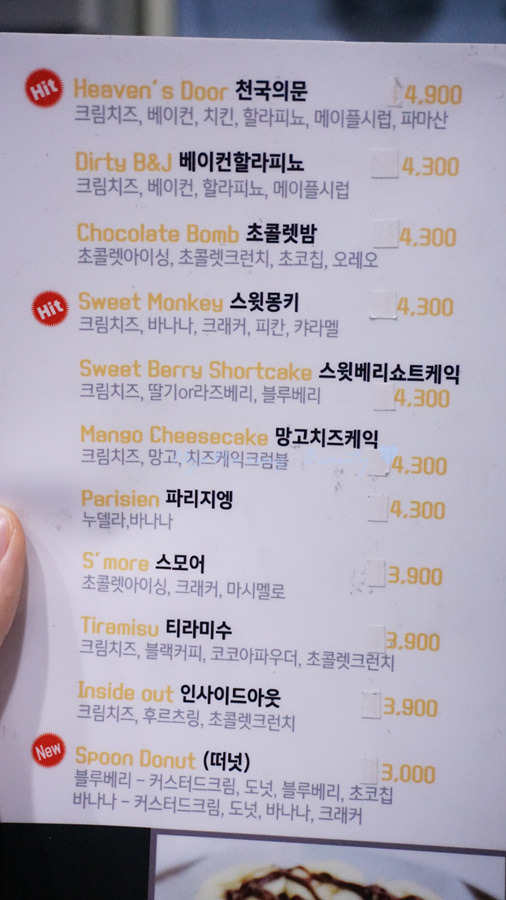 Hit Heaven's Door 천국의문 4,900
크림치즈, 베이컨, 치킨, 할라피뇨, 메이플시럽, 파마산
Dirty B&J 베이컨할라피뇨 4,300
크림치즈, 베이컨, 할라피뇨, 메이플시럽
Chocolate Bomb 초콜렛밤 4,300
초콜렛아이싱, 초콜렛크런치, 초코칩, 오레오
Hit Sweet Monkey 스윗몽키 4,300
크림치즈, 바나나, 크래커, 피칸, 캬라멜
Sweet Berry Shortcake 스윗베리쇼트케익
크림치즈, 딸기or라즈베리, 블루베리 4,300
Mango Cheesecake 망고치즈케익
크림치즈, 망고, 치즈케익크럼블 4,300
Parisien 파리지엥 4,300
누델라,바나나
S'more 스모어 3,900
초콜렛아이싱, 크래커, 마시멜로
Tiramisu 티라미수 3,900
크림치즈, 블랙커피, 코코아파우더, 초콜렛크런치
Inside out 인사이드아웃 3,900
크림치즈, 후르츠링, 초콜렛크런치
New Spoon Donut (떠넛) 3,000
블루베리 - 커스터드크림, 도넛, 블루베리, 초코칩
바나나 - 커스터드크림, 도넛, 바나나, 크래커